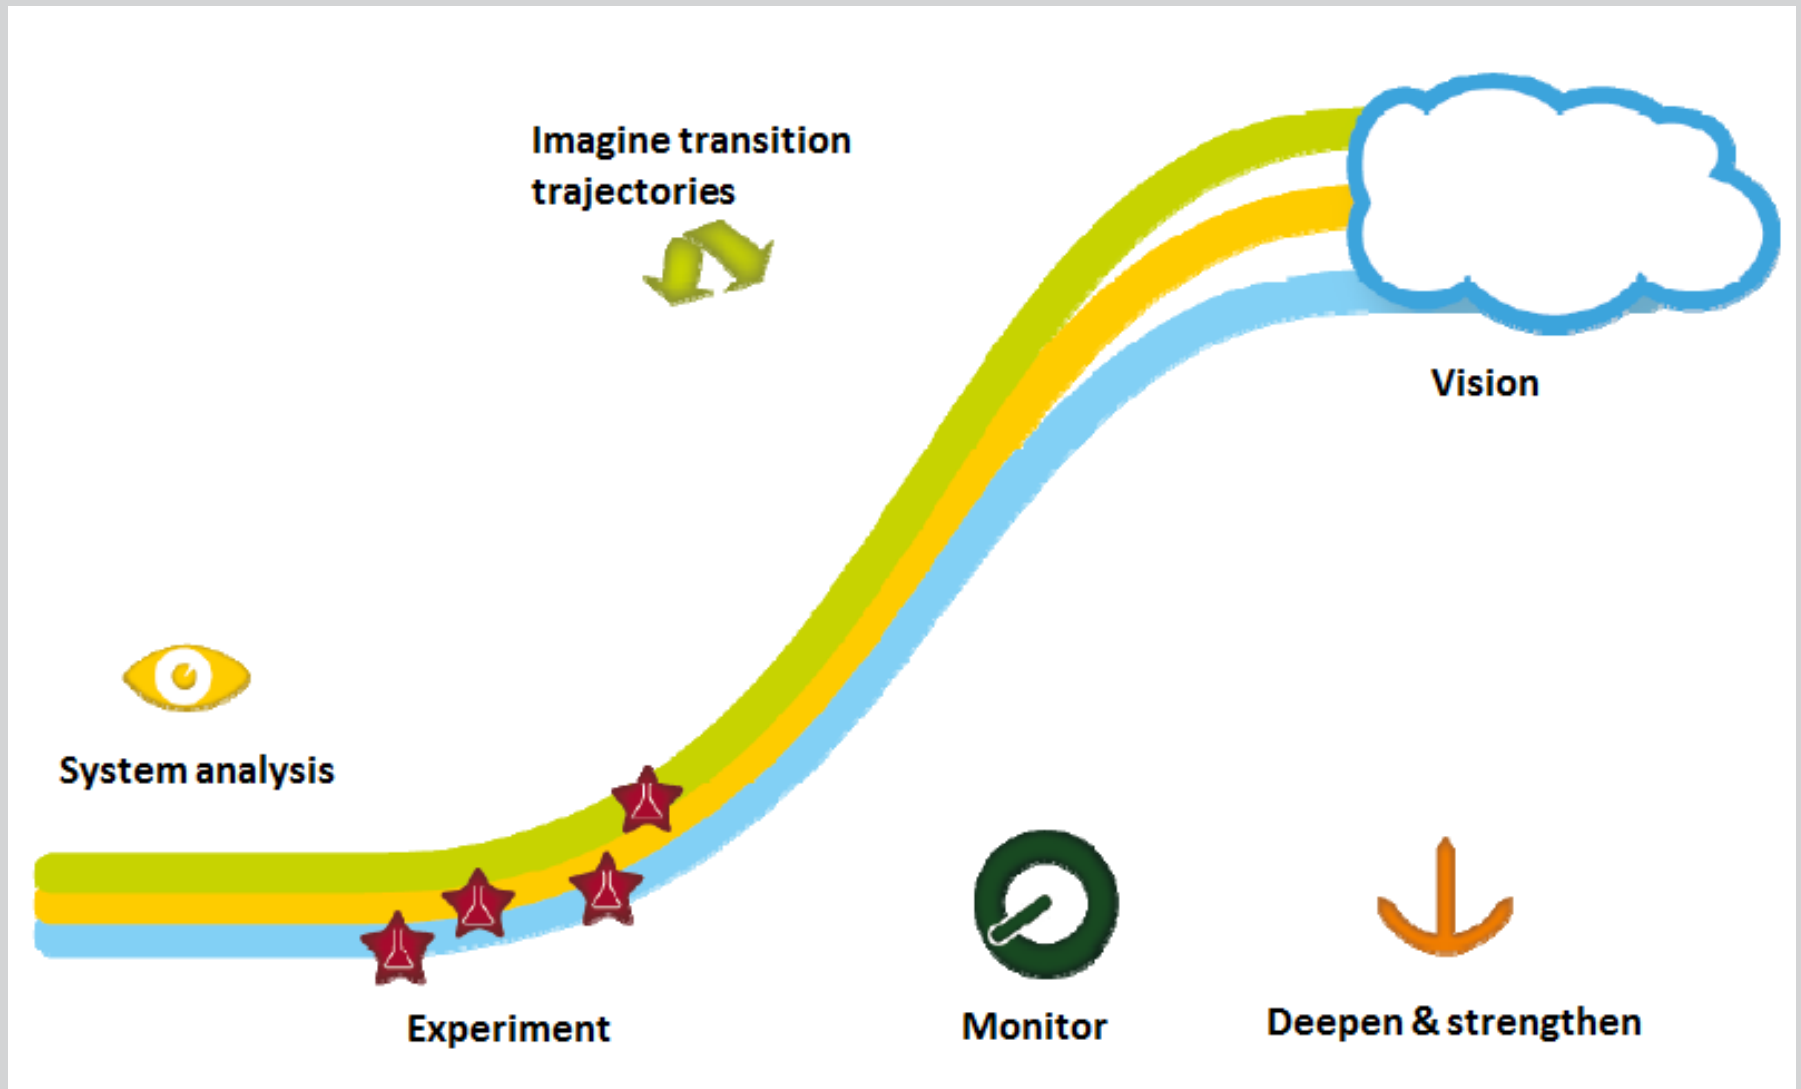 Imagine transition
trajectories
Vision
System analysis
Experiment
Monitor
Deepen & strengthen